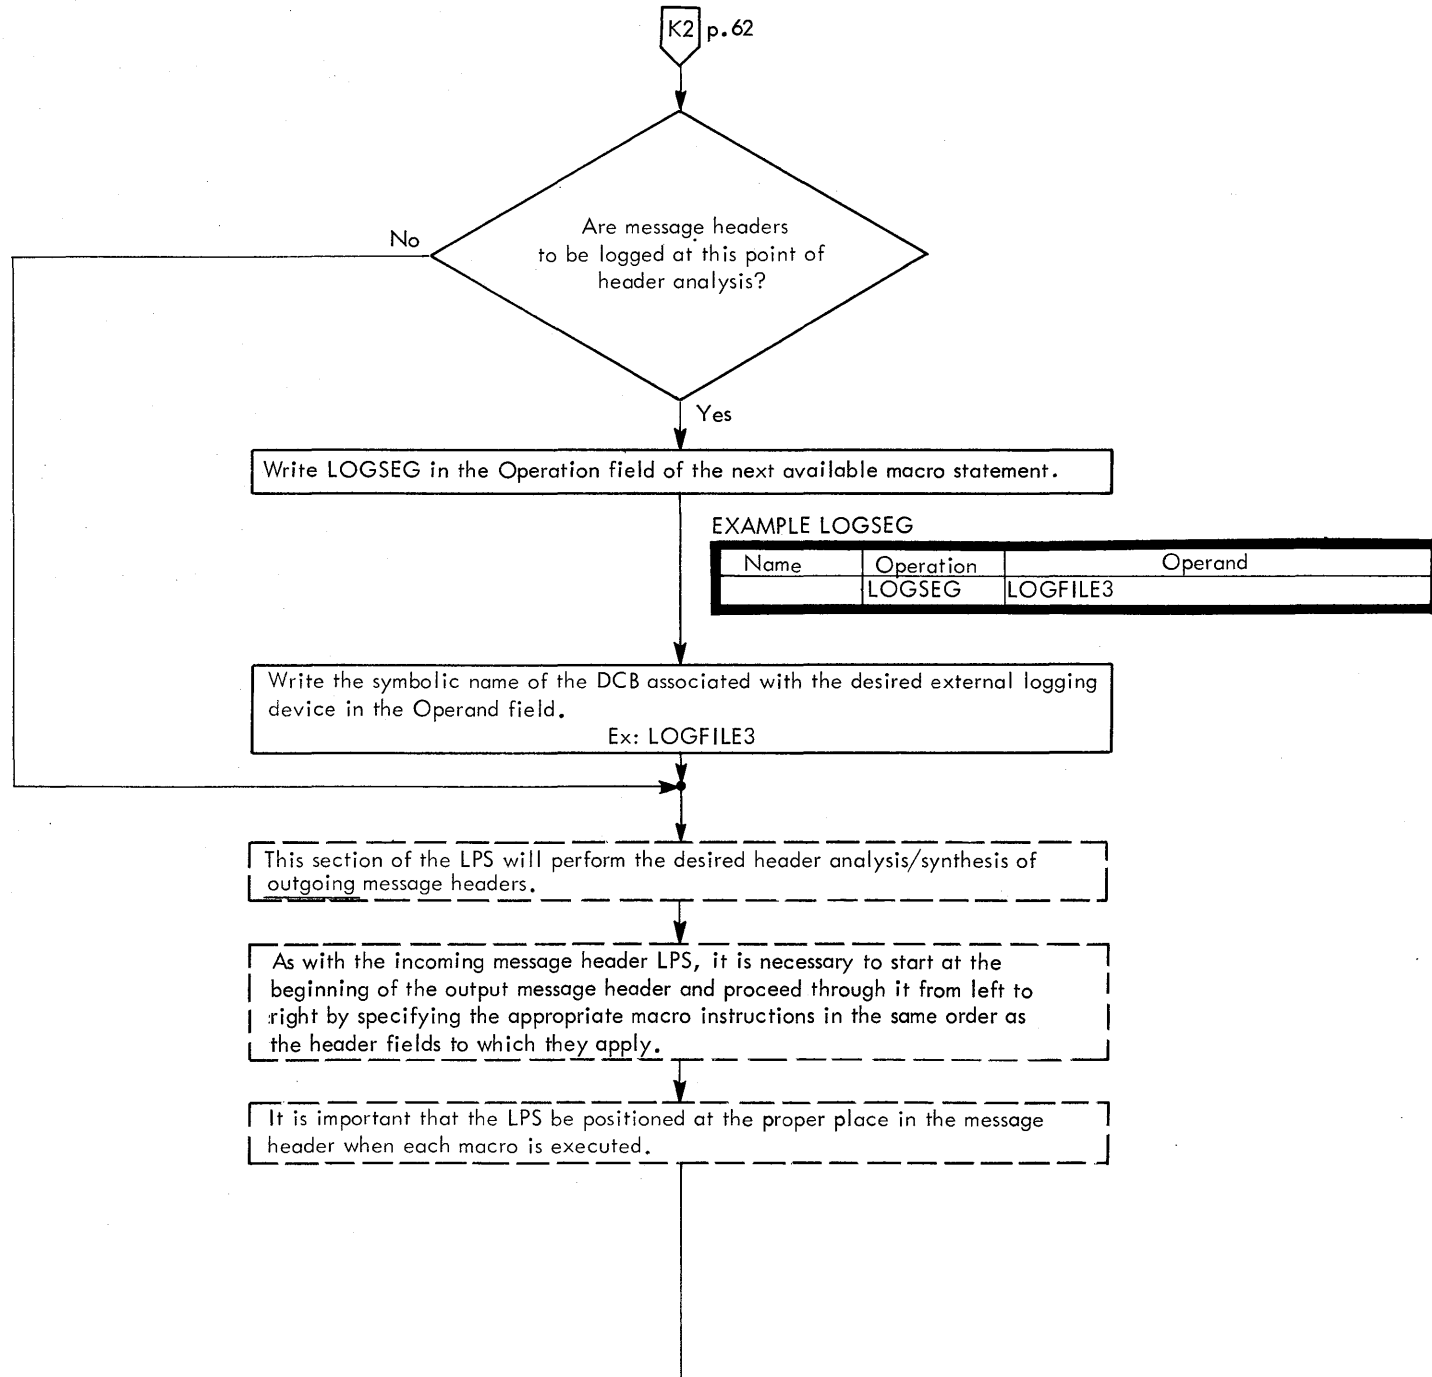 K2 p.62
Are message headers
to be logged at this point of
header analysis?
No
Yes
Write LOGSEG in the Operation field of the next available macro statement.
EXAMPLE LOGSEG
Name Operation Operand
LOGSEG LOGFILE3
Write the symbolic name of the DCB associated with the desired external logging
device in the Operand field.
Ex: LOGFILE3
This section of the LPS will perform the desired header analysis/synthesis of
outgoing message headers.
As with the incoming message header LPS, it is necessary to start at the
beginning of the output message header and proceed through it from left to
right by specifying the appropriate macro instructions in the same order as
the header fields to which they apply.
It is important that the LPS be positioned at the proper place in the message
header when each macro is executed.